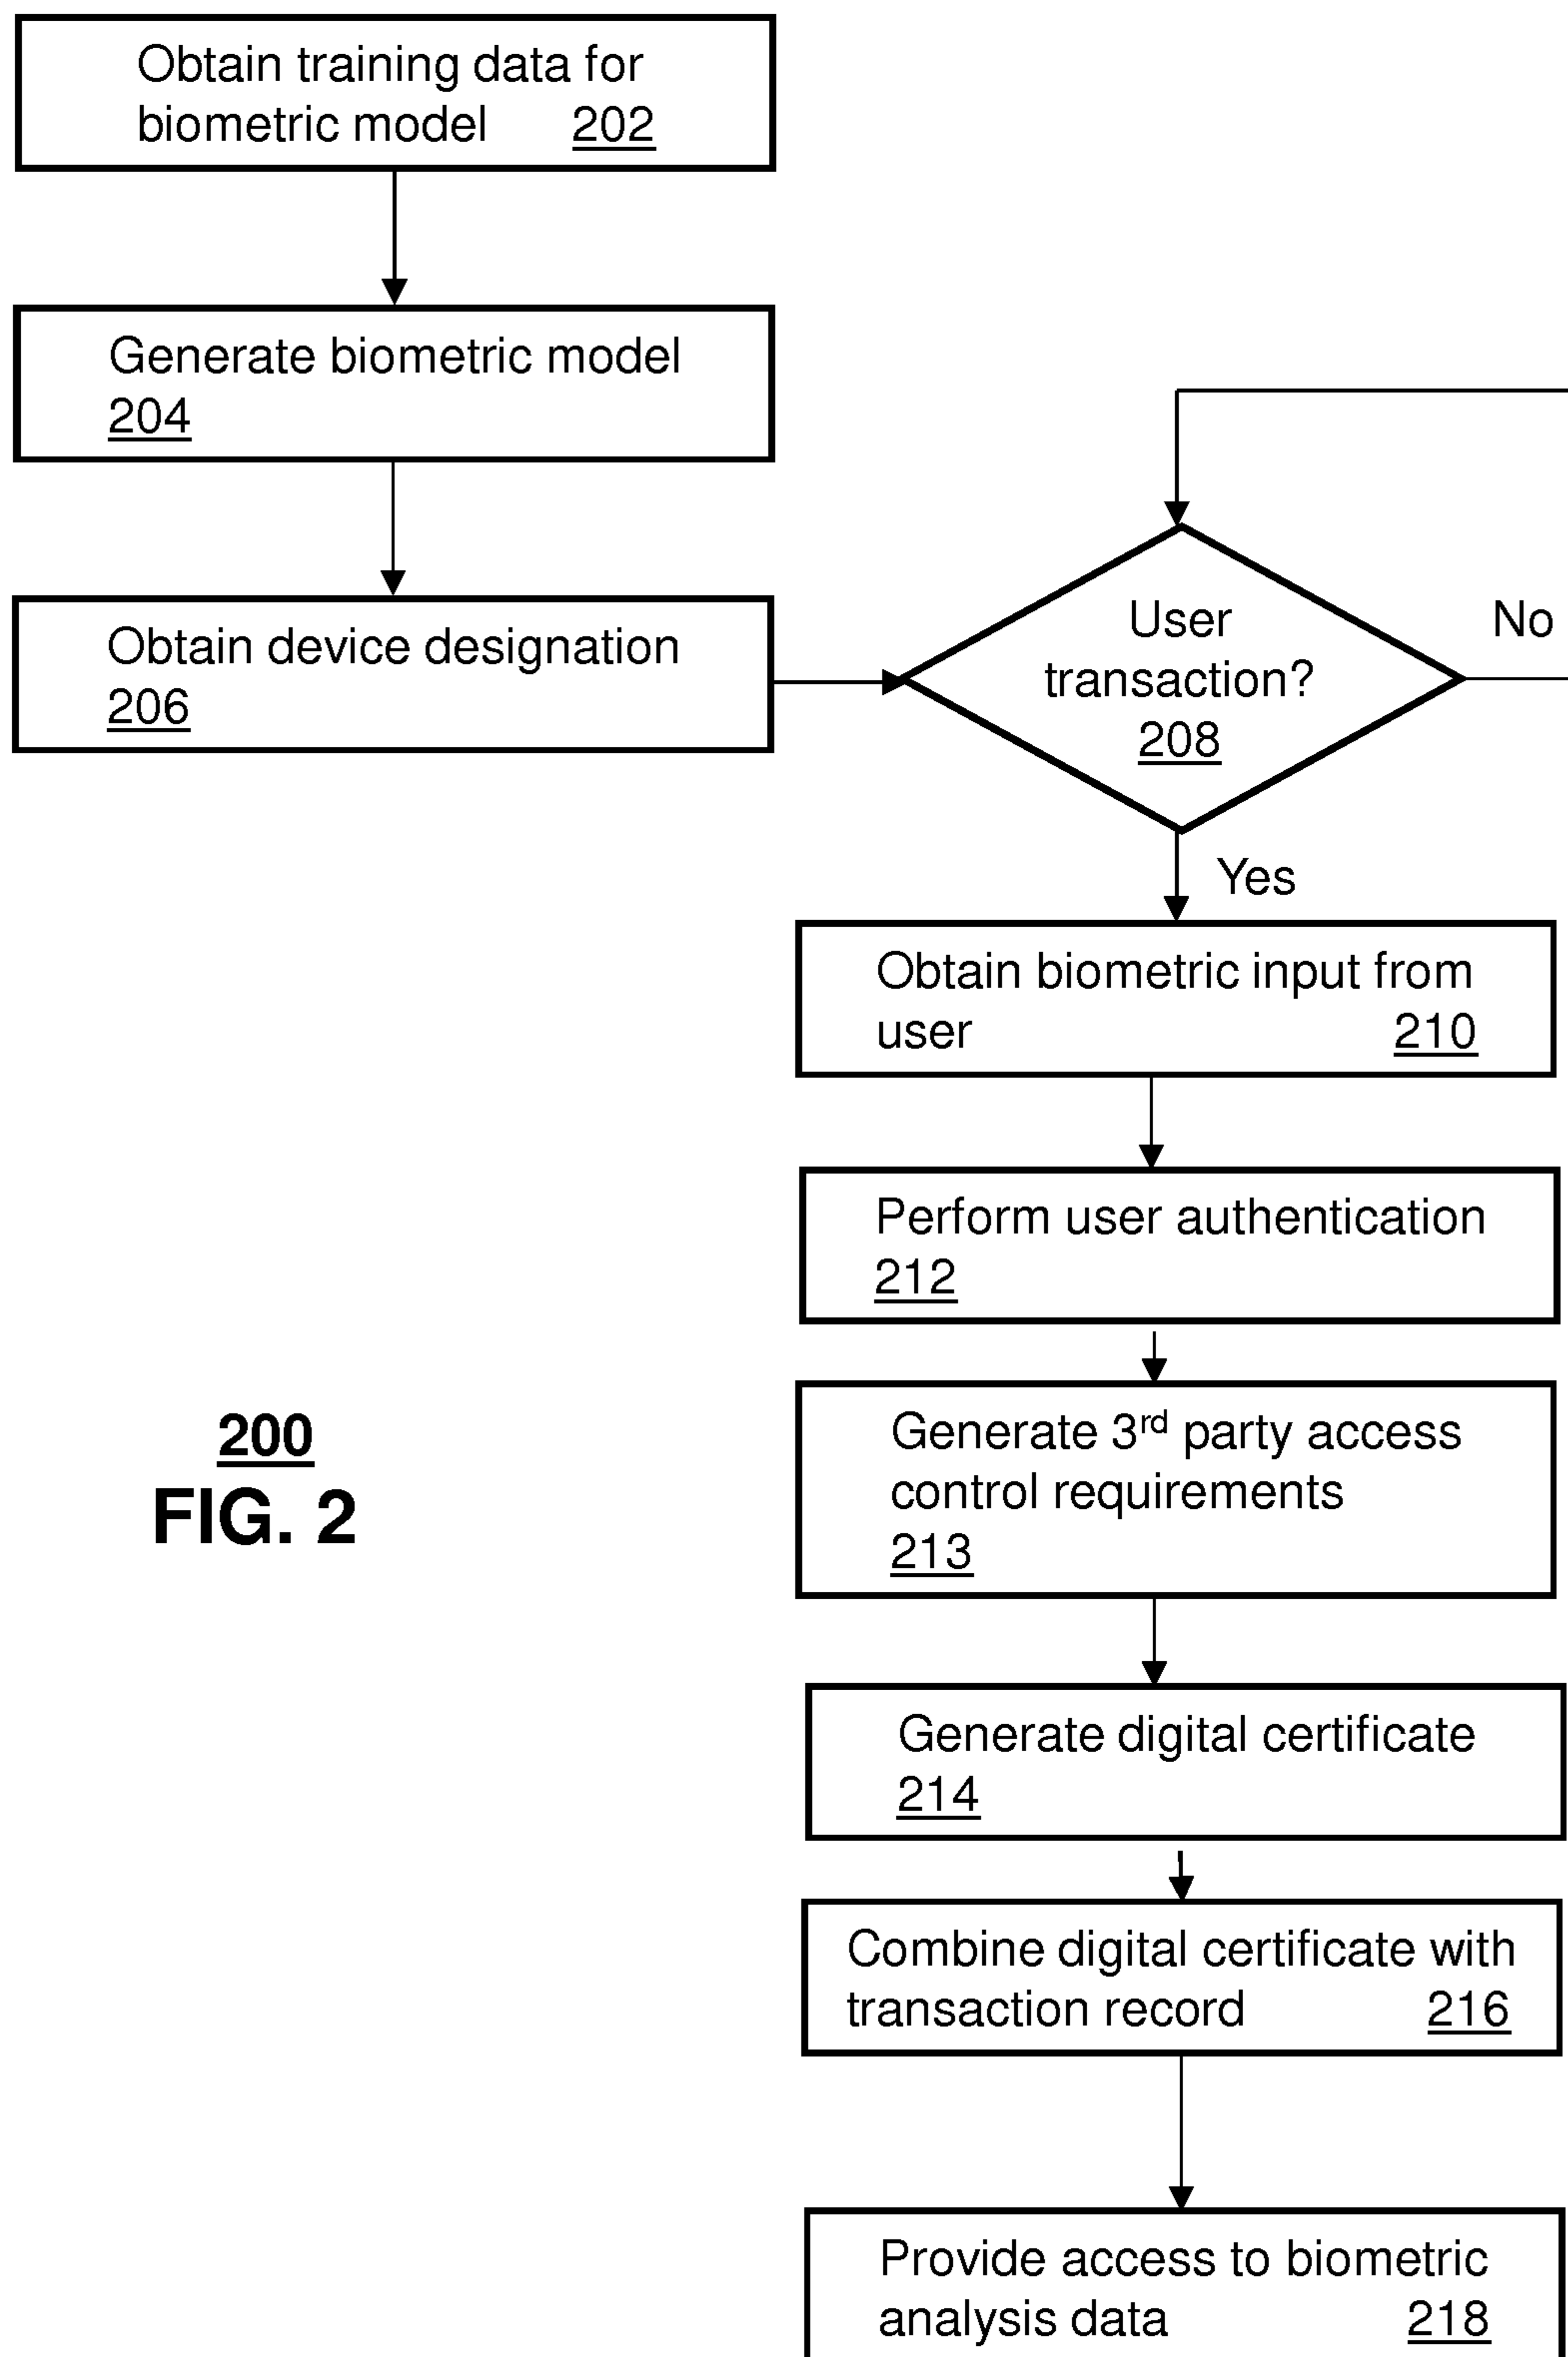 Obtain training data for
biometric model 202
Generate biometric model
204
Obtain device designation
206
User
transaction?
208
No
Yes
Obtain biometric input from
user 210
Perform user authentication
212
Generate 3rd party access
control requirements
213
Generate digital certificate
214
Combine digital certificate with
transaction record 216
Provide access to biometric
analysis data 218
200
FIG. 2